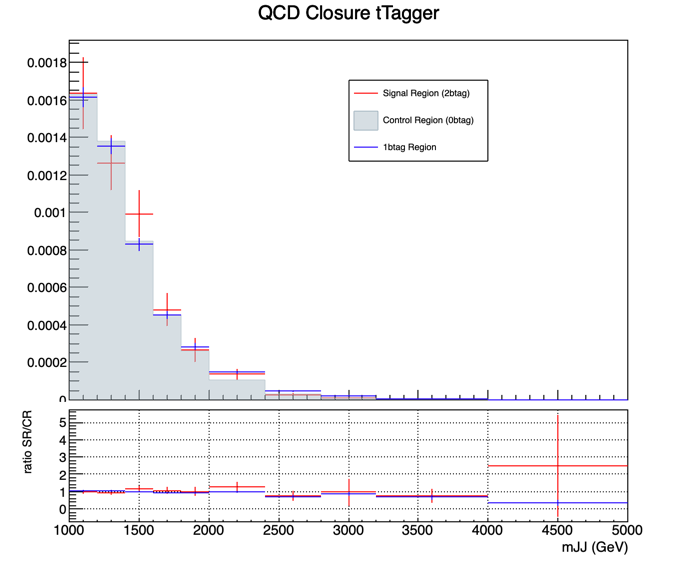 QCD Closure tTagger
0.0018
0.0016
0.0014
0.0012
0.001
0.0008
0.0006
0.0004
0.0002
0
Signal Region (2btag)
Control Region (0btag)
1btag Region
ratio SR/CR
5
4
3
2
1
0
1000 1500 2000 2500 3000 3500 4000 4500 5000
mJJ (GeV)